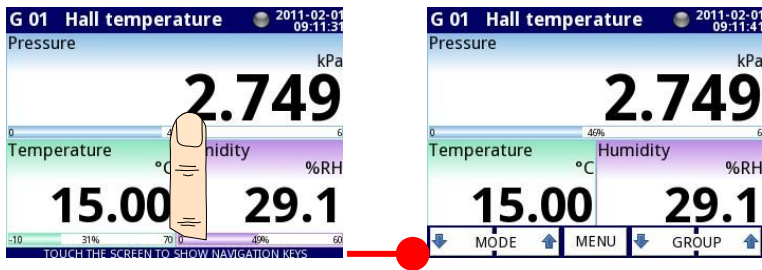 G 01 Hall temperature 2011-02-01
09:11:31
Pressure
kPa
2.749
0 6
Temperature
°C
%RH
15.00 29.1
-10 31% 70 0 49% 60
TOUCH THE SCREEN TO SHOW NAVIGATION KEYS
G 01 Hall temperature 2011-02-01
09:11:41
Pressure
kPa
2.749
0 46% 6
Temperature Humidity
°C %RH
15.00 29.1
MODE MENU GROUP